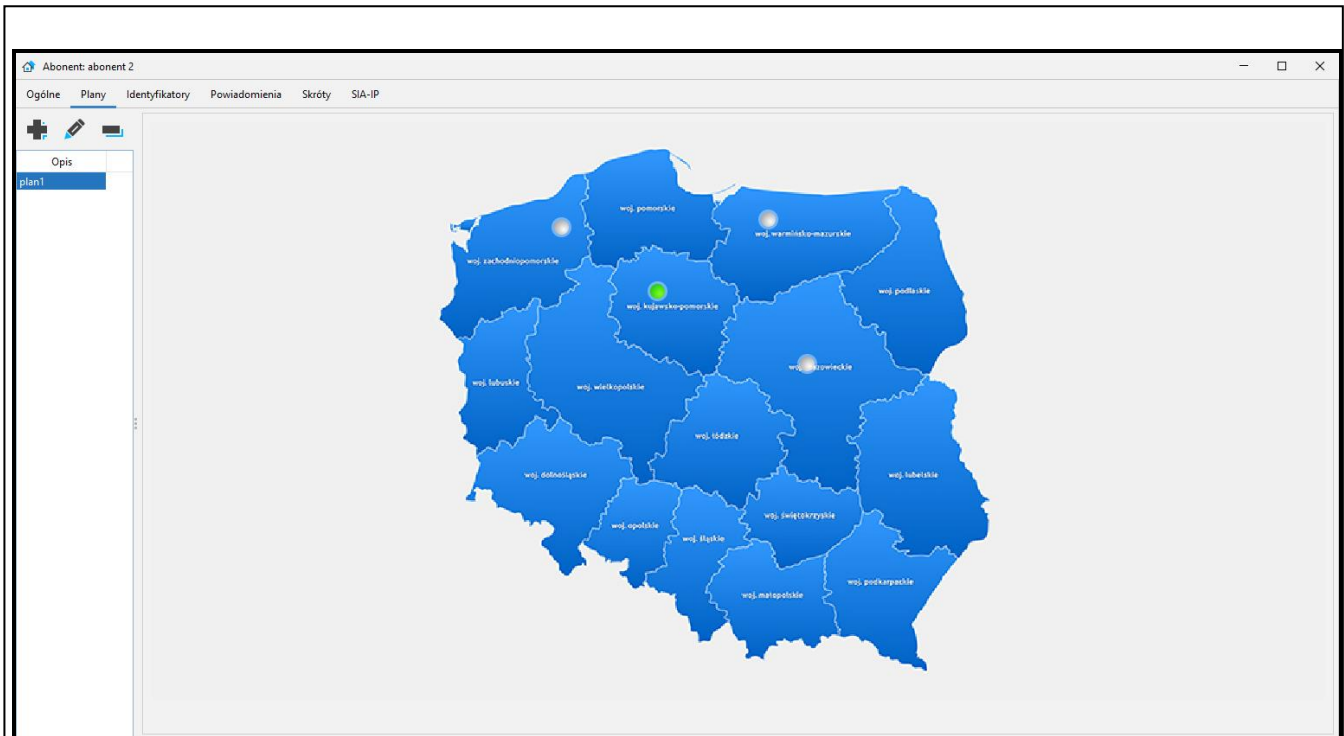 Abonent: abonent 2
Ogólne Plany Identyfikatory Powiadomienia Skróty SIA-IP
Opis
plan1
woj. pomorskie
woj. warmińsko-mazurskie
woj. zachodniopomorskie
woj. podlaskie
woj. kujawsko-pomorskie
woj. lubuskie
woj. wielkopolskie
woj. łódzkie
woj. dolnośląskie
woj. lubelskie
woj. świętokrzyskie
woj. opolskie
woj. śląskie
woj. podkarpackie
woj. małopolskie